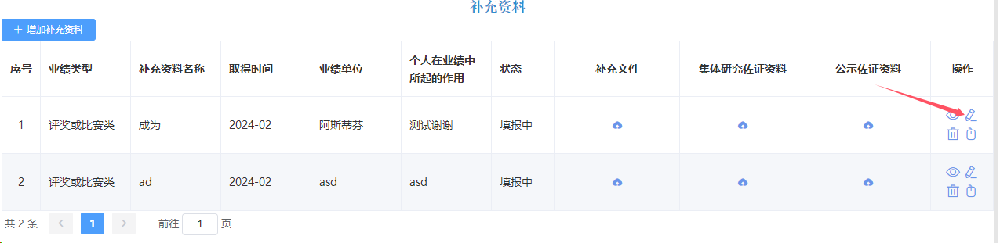 补充资料
+ 增加补充资料
序号 业绩类型 补充资料名称 取得时间 业绩单位 个人在业绩中所起的作用 状态 补充文件 集体研究佐证资料 公示佐证资料 操作
1 评奖或比赛类 成为 2024-02 阿斯蒂芬 测试谢谢 填报中
2 评奖或比赛类 ad 2024-02 asd asd 填报中
共 2 条 1 前往 1 页